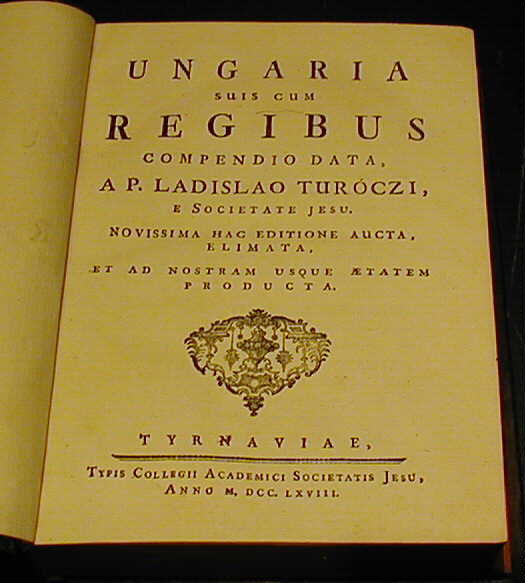 UNGARIA
SUIS CUM
REGIBUS
COMPENDIO DATA,
A P. LADISLAO TURÓCZI,
E SOCIETATE JESU.
NOVISSIMA HAC EDITIONE AUCTA,
ELIMATA,
ET AD NOSTRAM USQUE ÆTATEM
PRODUCTA.
TYRNAVIAE,
TYPIS COLLEGII ACADEMICI SOCIETATIS JESU,
ANNO M, DCC. LXVIII.